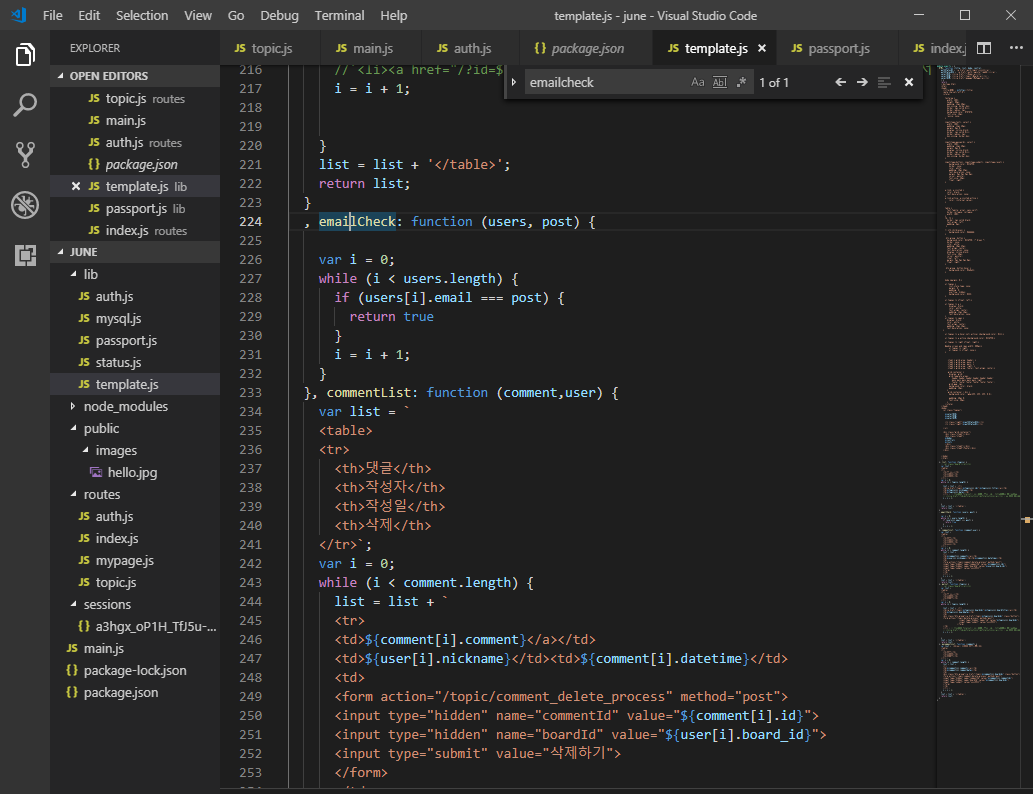 File Edit Selection View Go Debug Terminal Help template.js - june - Visual Studio Code
EXPLORER
OPEN EDITORS
JS topic.js routes
JS main.js
JS auth.js routes
{} package.json
× JS template.js lib
JS passport.js lib
JS index.js routes
JUNE
lib
JS auth.js
JS mysql.js
JS passport.js
JS status.js
JS template.js
node_modules
public
images
hello.jpg
routes
JS auth.js
JS index.js
JS mypage.js
JS topic.js
sessions
{} a3hgx_oP1H_TfJ5u-...
JS main.js
{} package-lock.json
{} package.json
JS topic.js JS main.js JS auth.js {} package.json JS template.js × JS passport.js JS index.j
emailcheck Aa Abl .* 1 of 1
216 //`<li><a href="/?id=$
217 i = i + 1;
218
219
220 }
221 list = list + '</table>';
222 return list;
223 }
224 , emailCheck: function (users, post) {
225
226 var i = 0;
227 while (i < users.length) {
228 if (users[i].email === post) {
229 return true
230 }
231 i = i + 1;
232 }
233 }, commentList: function (comment,user) {
234 var list = `
235 <table>
236 <tr>
237 <th>댓글</th>
238 <th>작성자</th>
239 <th>작성일</th>
240 <th>삭제</th>
241 </tr>`;
242 var i = 0;
243 while (i < comment.length) {
244 list = list + `
245 <tr>
246 <td>${comment[i].comment}</a></td>
247 <td>${user[i].nickname}</td><td>${comment[i].datetime}</td>
248 <td>
249 <form action="/topic/comment_delete_process" method="post">
250 <input type="hidden" name="commentId" value="${comment[i].id}">
251 <input type="hidden" name="boardId" value="${user[i].board_id}">
252 <input type="submit" value="삭제하기">
253 </form>